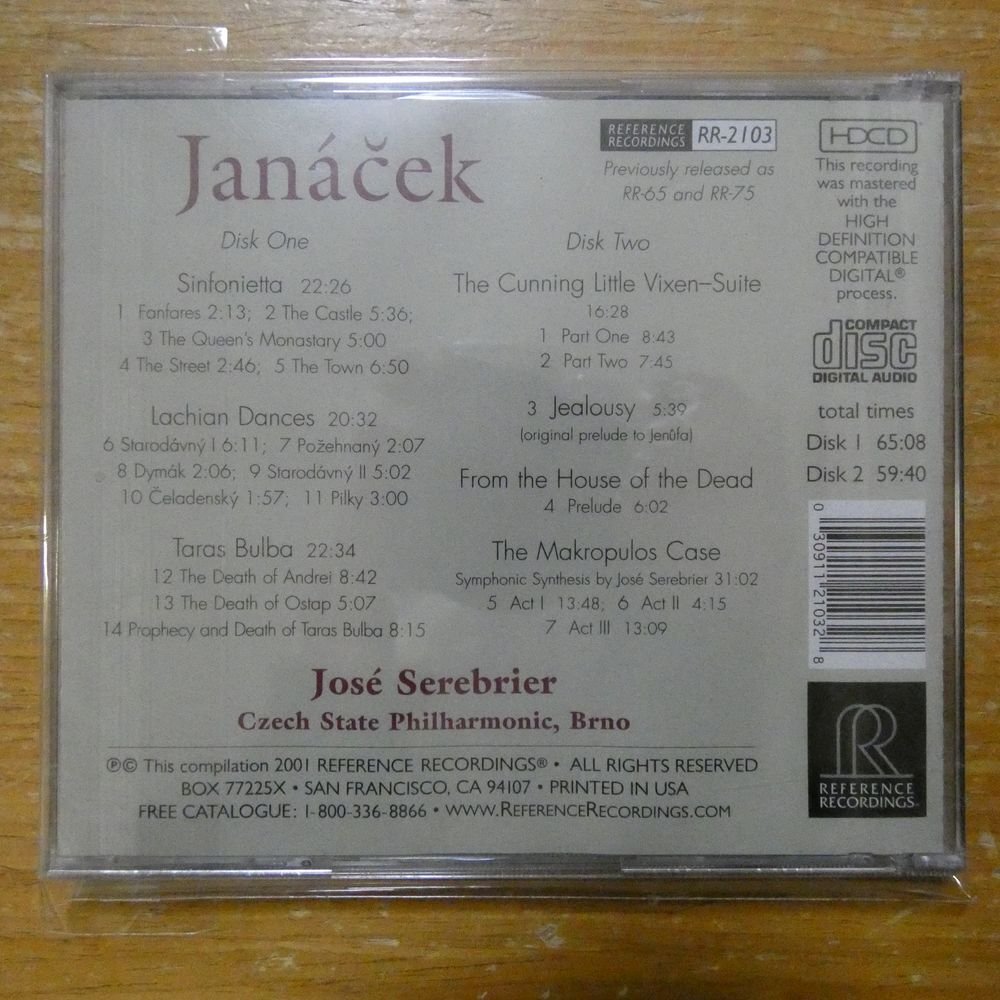 Janáček
REFERENCE RECORDINGS RR-2103
Previously released as
RR-65 and RR-75
Disk One
Sinfonietta 22:26
1 Fanfares 2:13; 2 The Castle 5:36;
3 The Queen's Monastary 5:00
4 The Street 2:46; 5 The Town 6:50
Lachian Dances 20:32
6 Starodávný I 6:11; 7 Požehnaný 2:07
8 Dymák 2:06; 9 Starodávný II 5:02
10 Čeladenský 1:57; 11 Pilky 3:00
Taras Bulba 22:34
12 The Death of Andrei 8:42
13 The Death of Ostap 5:07
14 Prophecy and Death of Taras Bulba 8:15
Disk Two
The Cunning Little Vixen–Suite
16:28
1 Part One 8:43
2 Part Two 7:45
3 Jealousy 5:39
(original prelude to Jenůfa)
From the House of the Dead
4 Prelude 6:02
The Makropulos Case
Symphonic Synthesis by José Serebrier 31:02
5 Act I 13:48; 6 Act II 4:15
7 Act III 13:09
José Serebrier
Czech State Philharmonic, Brno
℗© This compilation 2001 REFERENCE RECORDINGS® • ALL RIGHTS RESERVED
BOX 77225X • SAN FRANCISCO, CA 94107 • PRINTED IN USA
FREE CATALOGUE: 1-800-336-8866 • WWW.REFERENCERECORDINGS.COM
HDCD
This recording
was mastered
with the
HIGH
DEFINITION
COMPATIBLE
DIGITAL®
process.
COMPACT
disc
DIGITAL AUDIO
total times
Disk 1 65:08
Disk 2 59:40
0 30911 21032 8
R
REFERENCE
RECORDINGS